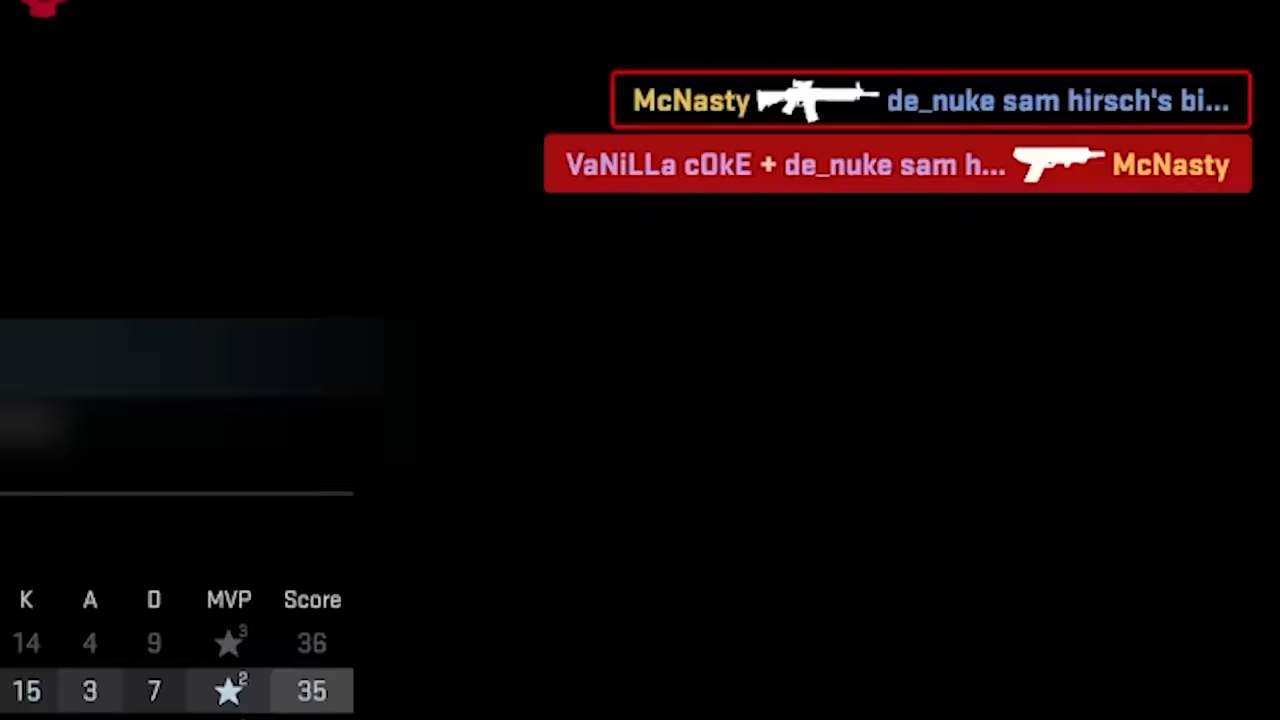 McNasty de_nuke sam hirsch's bi...
VaNiLLa cOkE + de_nuke sam h... McNasty
K A D MVP Score
14 4 9 3 36
15 3 7 2 35